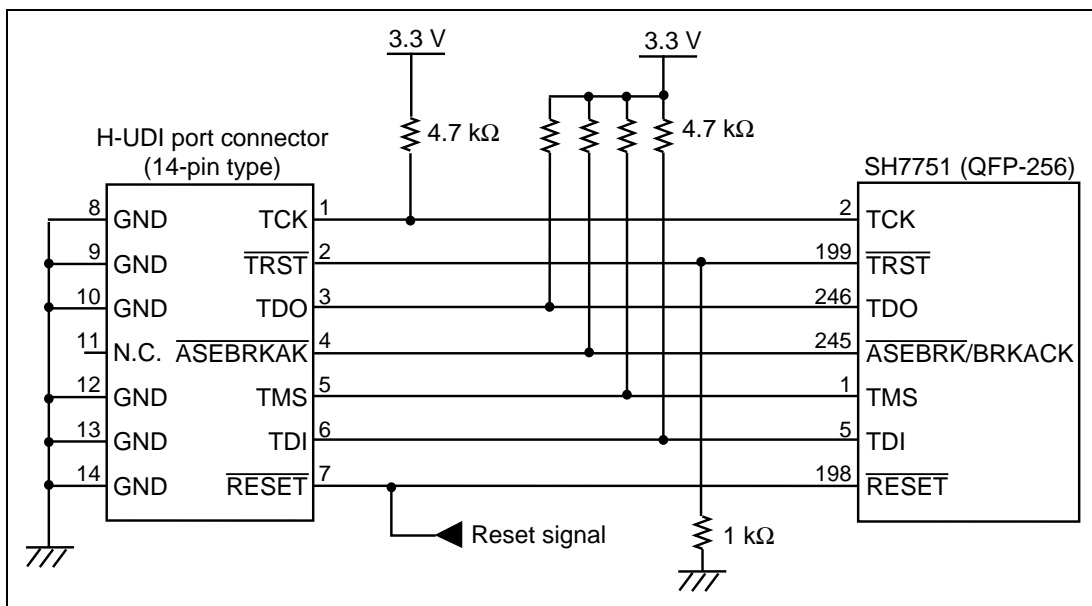 3.3 V
3.3 V
4.7 kΩ
4.7 kΩ
H-UDI port connector
(14-pin type)
SH7751 (QFP-256)
8 GND TCK 1 2 TCK
9 GND TRST 2 199 TRST
10 GND TDO 3 246 TDO
11 N.C. ASEBRKAK 4 245 ASEBRK/BRKACK
12 GND TMS 5 1 TMS
13 GND TDI 6 5 TDI
14 GND RESET 7 198 RESET
Reset signal
1 kΩ